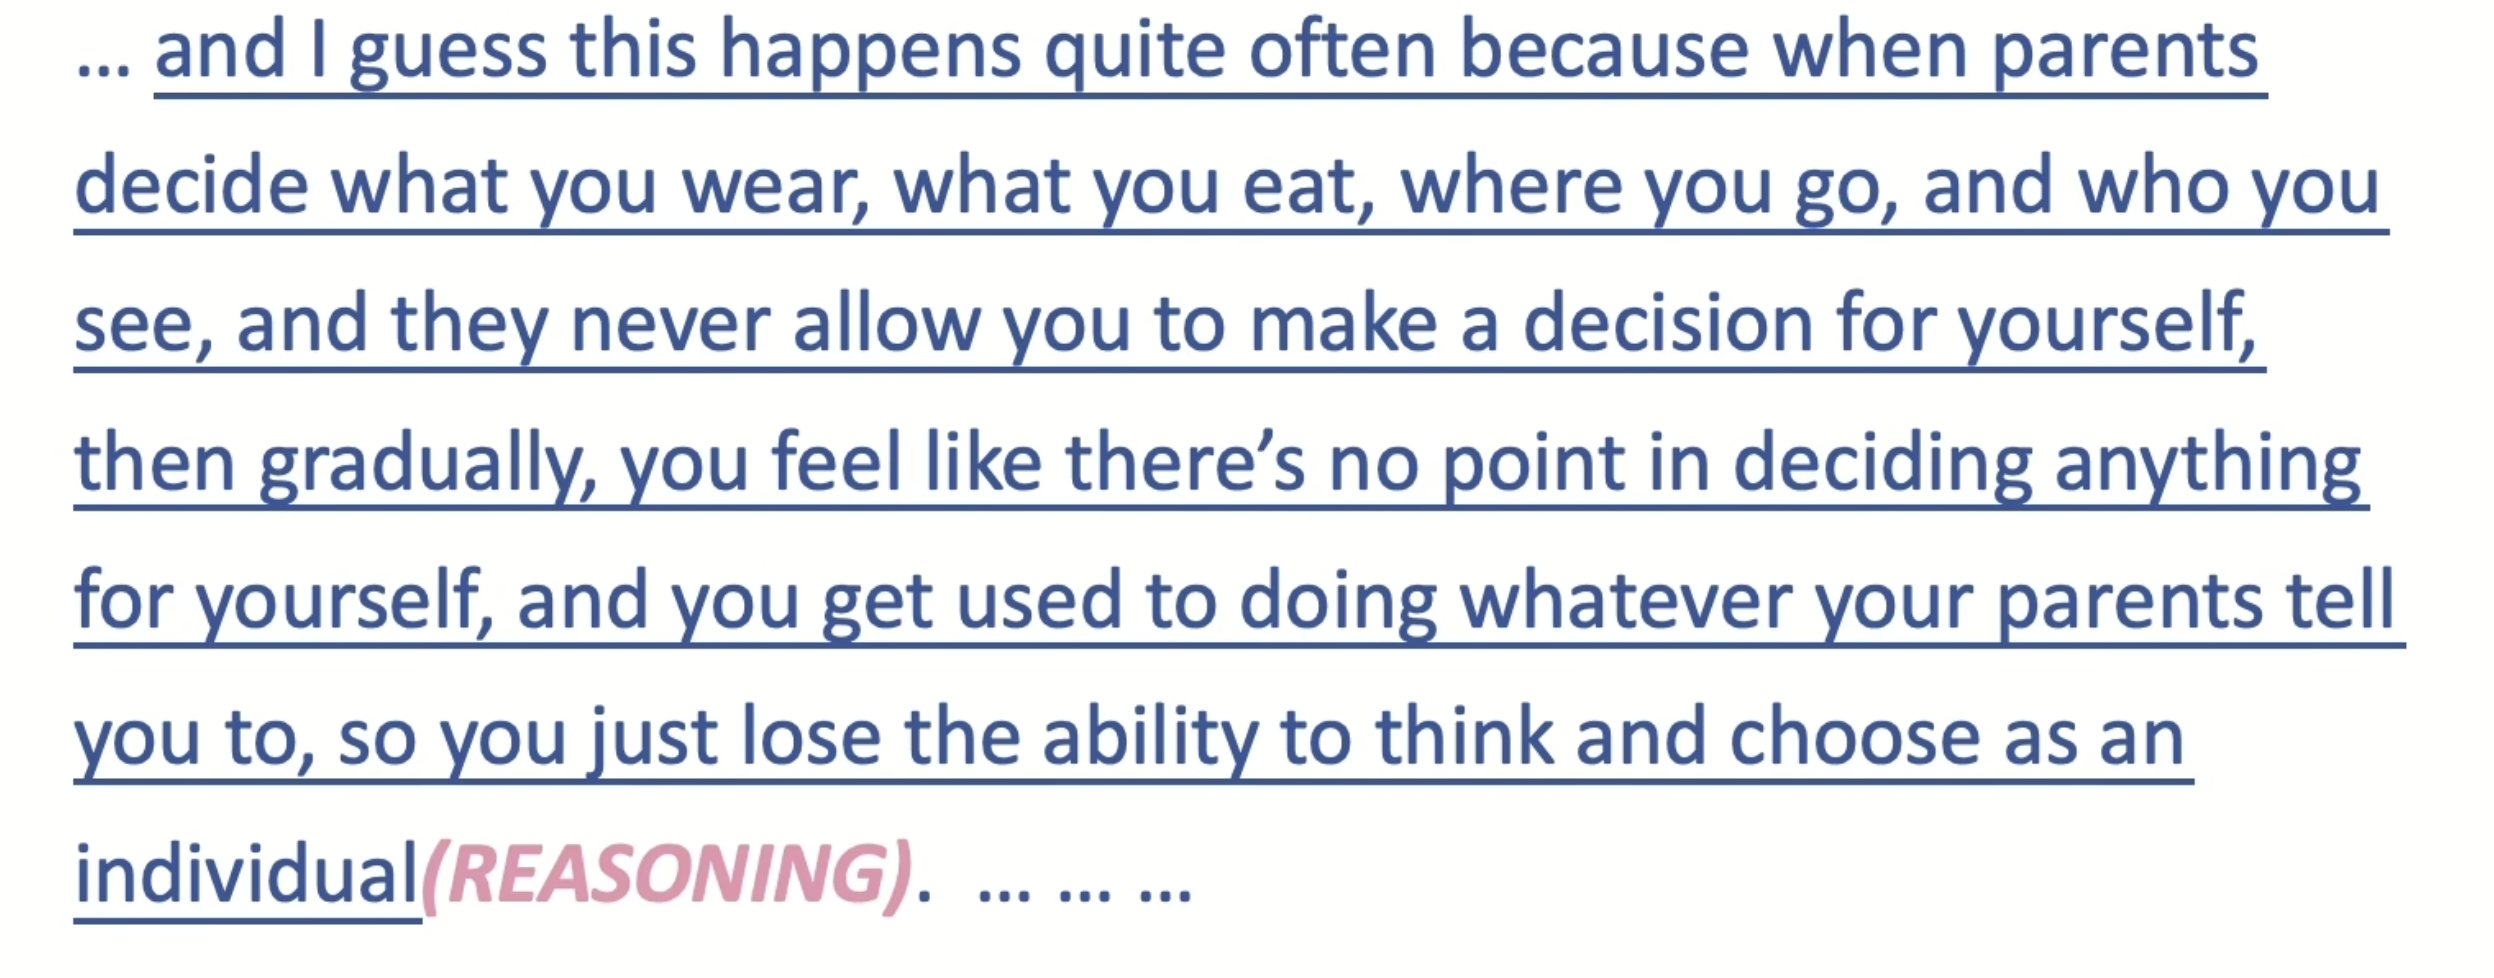 ... and I guess this happens quite often because when parents
decide what you wear, what you eat, where you go, and who you
see, and they never allow you to make a decision for yourself,
then gradually, you feel like there’s no point in deciding anything
for yourself, and you get used to doing whatever your parents tell
you to, so you just lose the ability to think and choose as an
individual(REASONING). ... ... ...